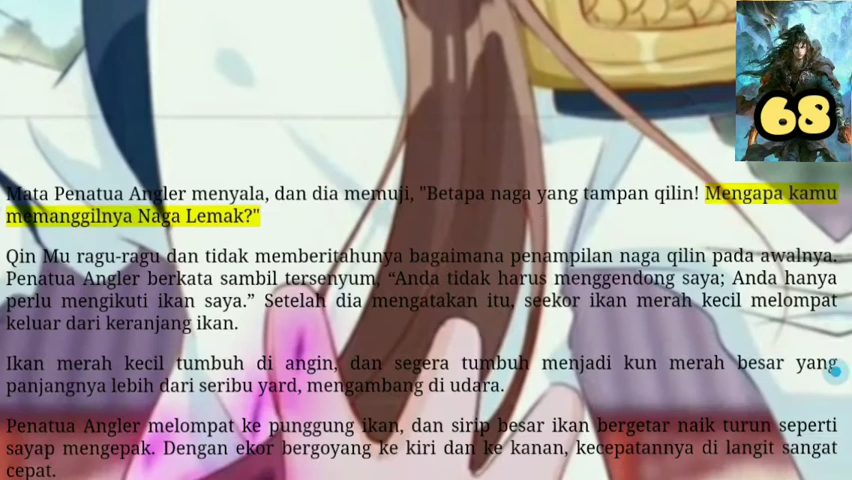 68
Mata Penatua Angler menyala, dan dia memuji, "Betapa naga yang tampan qilin! Mengapa kamu
memanggilnya Naga Lemak?"
Qin Mu ragu-ragu dan tidak memberitahunya bagaimana penampilan naga qilin pada awalnya.
Penatua Angler berkata sambil tersenyum, “Anda tidak harus menggendong saya; Anda hanya
perlu mengikuti ikan saya.” Setelah dia mengatakan itu, seekor ikan merah kecil melompat
keluar dari keranjang ikan.
Ikan merah kecil tumbuh di angin, dan segera tumbuh menjadi kun merah besar yang
panjangnya lebih dari seribu yard, mengambang di udara.
Penatua Angler melompat ke punggung ikan, dan sirip besar ikan bergetar naik turun seperti
sayap mengepak. Dengan ekor bergoyang ke kiri dan ke kanan, kecepatannya di langit sangat
cepat.